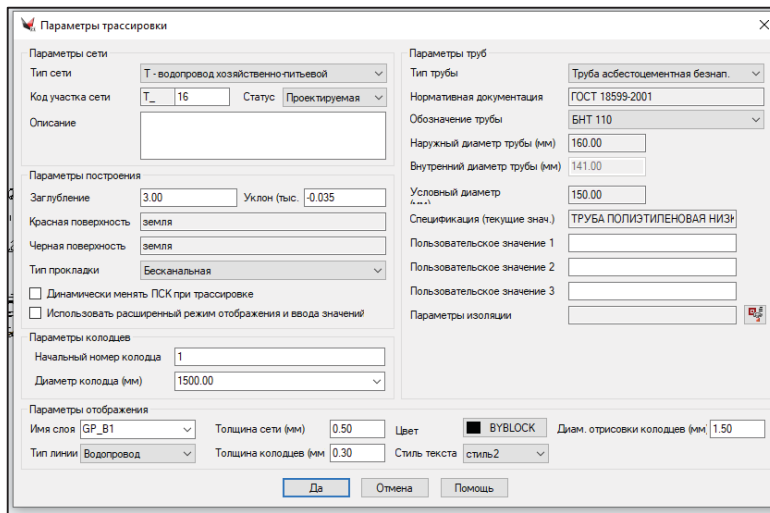 Параметры трассировки
Параметры сети
Тип сети Т - водопровод хозяйственно-питьевой
Код участка сети Т_ 16 Статус Проектируемая
Описание
Параметры построения
Заглубление 3.00 Уклон (тыс. -0.035
Красная поверхность земля
Черная поверхность земля
Тип прокладки Бесканальная
Динамически менять ПСК при трассировке
Использовать расширенный режим отображения и ввода значений
Параметры колодцев
Начальный номер колодца 1
Диаметр колодца (мм) 1500.00
Параметры труб
Тип трубы Труба асбестоцементная безнап.
Нормативная документация ГОСТ 18599-2001
Обозначение трубы БНТ 110
Наружный диаметр трубы (мм) 160.00
Внутренний диаметр трубы (мм) 141.00
Условный диаметр 150.00
Спецификация (текущие знач.) ТРУБА ПОЛИЭТИЛЕНОВАЯ НИЗК
Пользовательское значение 1
Пользовательское значение 2
Пользовательское значение 3
Параметры изоляции
Параметры отображения
Имя слоя GP_B1 Толщина сети (мм) 0.50 Цвет BYBLOCK Диам. отрисовки колодцев (мм) 1.50
Тип линии Водопровод Толщина колодцев (мм 0.30 Стиль текста стиль2
Да Отмена Помощь